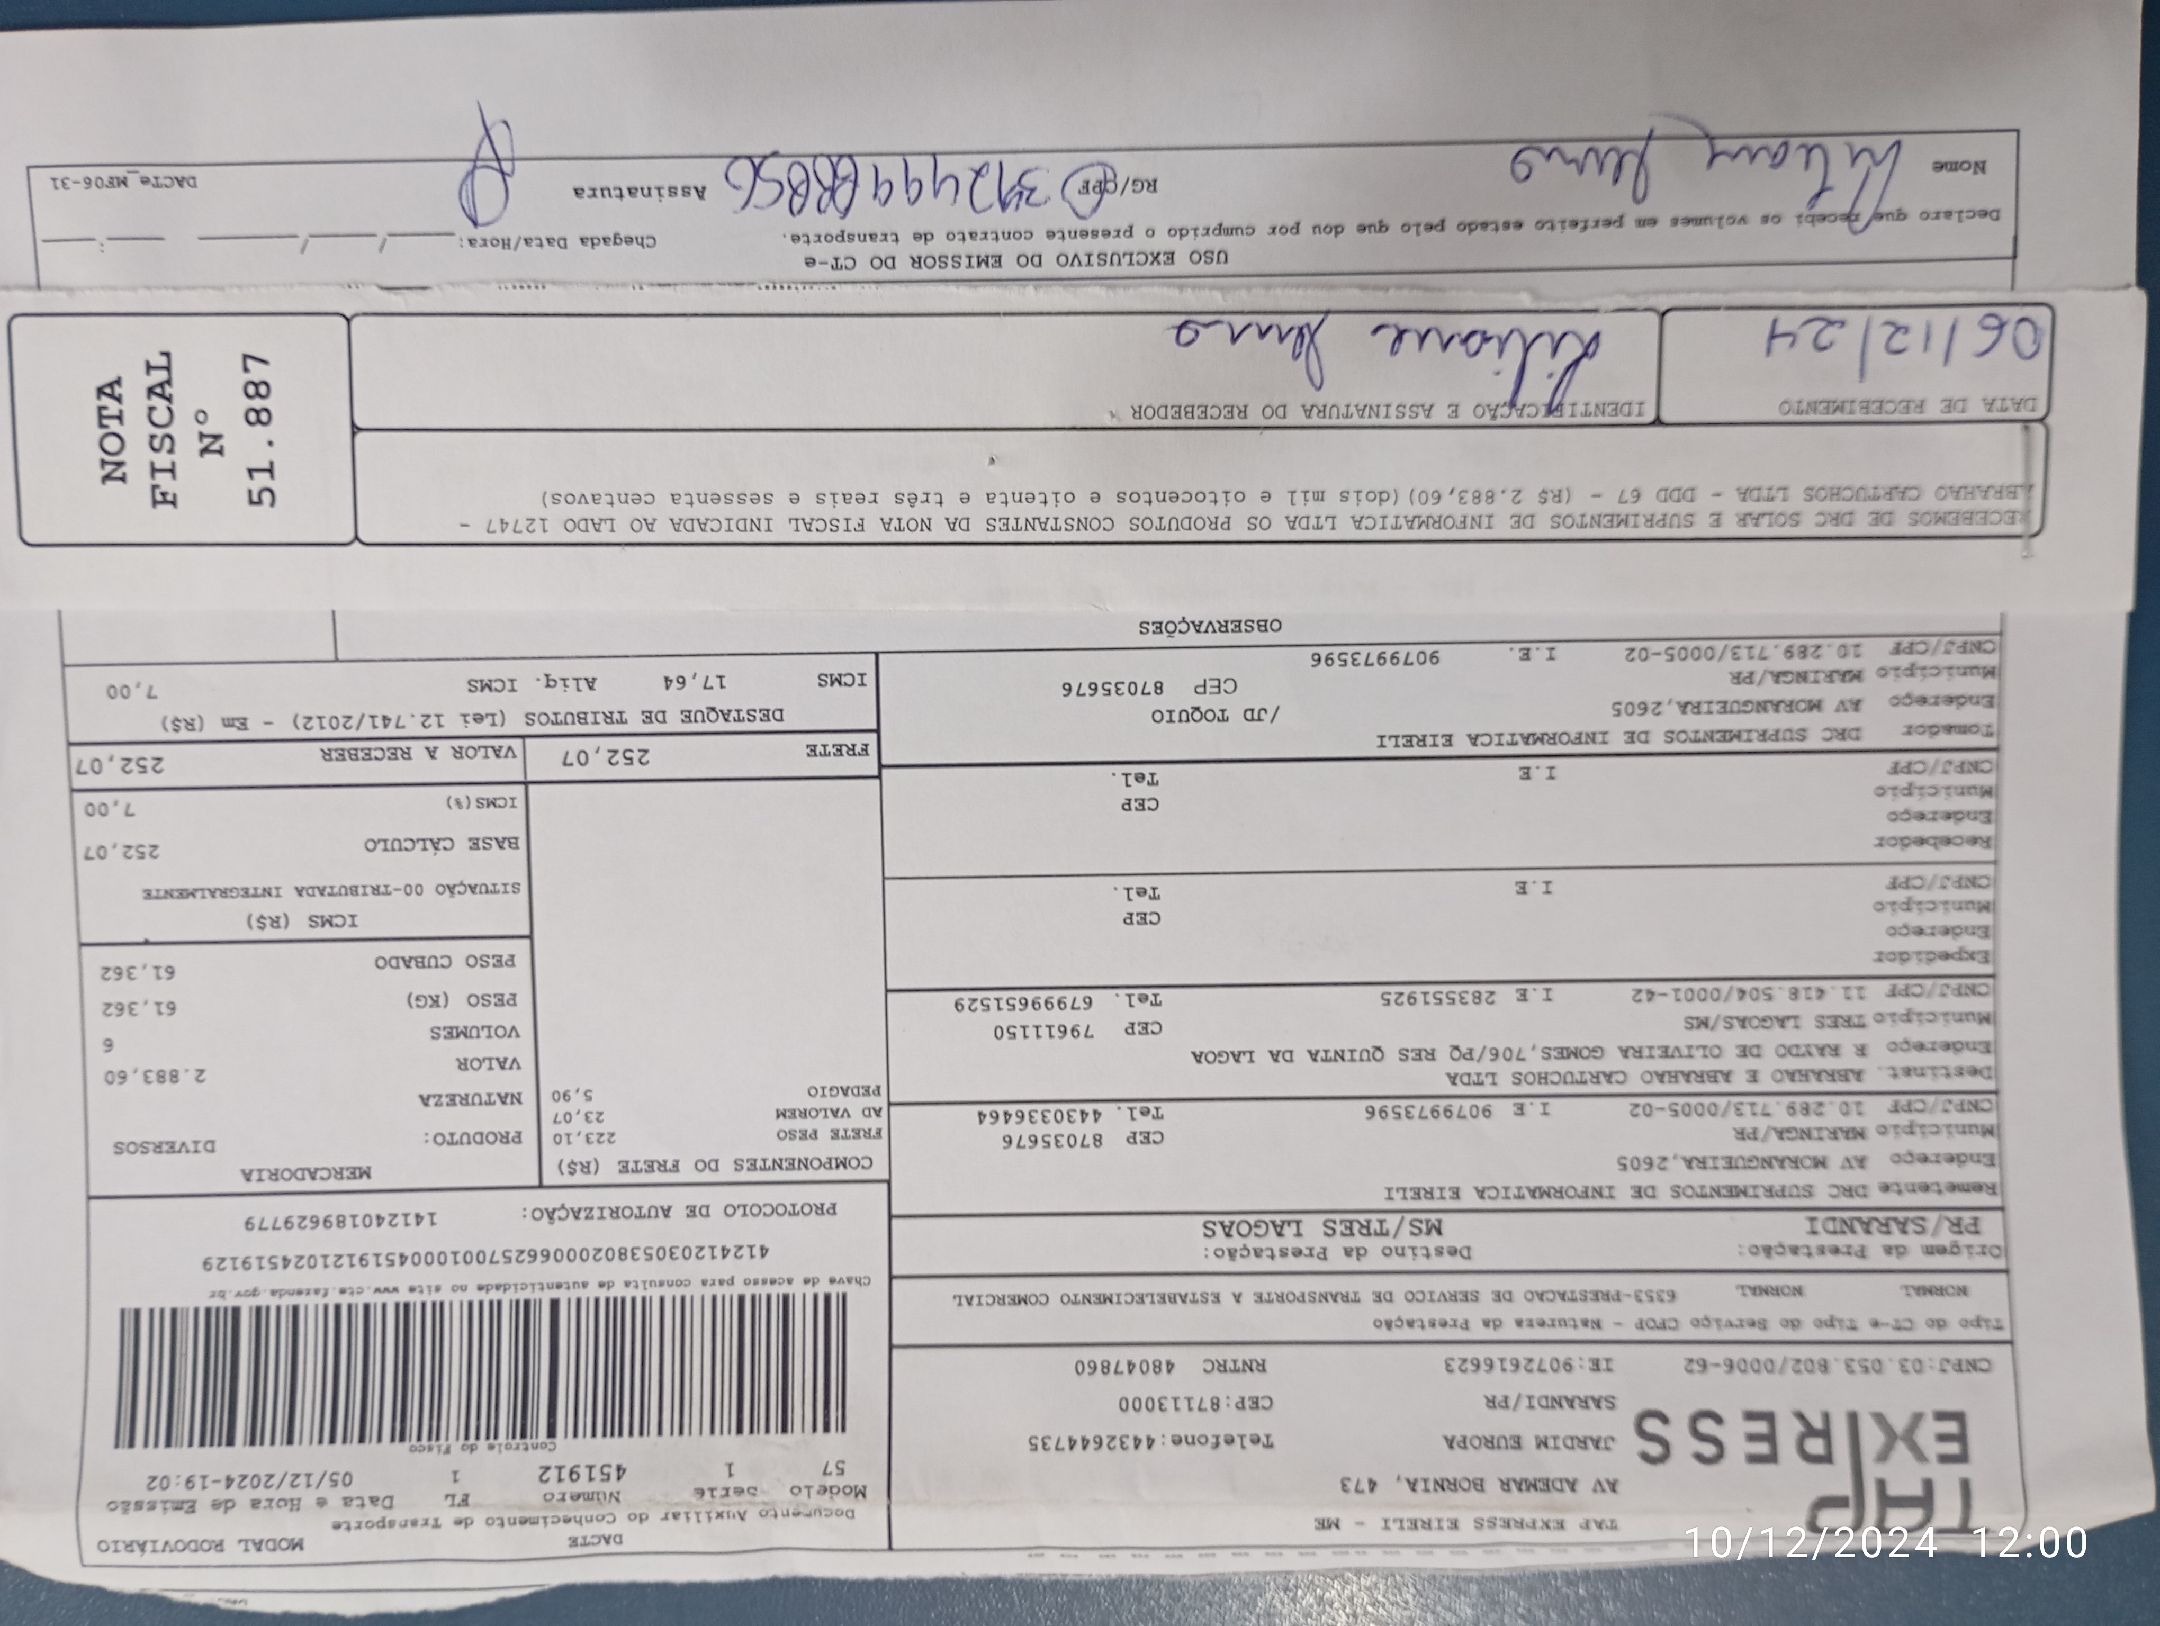 TAP
EXPRESS
TAP EXPRESS EIRELI - ME
AV ADEMAR BORNIA, 473
JARDIM EUROPA Telefone:4432644735
SARANDI/PR CEP:87113000
CNPJ:03.053.802/0006-62 IE:9072616623 RNTRC 48047860
DACTE MODAL RODOVIÁRIO
Documento Auxiliar do Conhecimento de Transporte
Modelo Série Número FL Data e Hora de Emissão
57 1 451912 1 05/12/2024-19:02
Controle do Fisco
Chave de acesso para consulta de autenticidade no site www.cte.fazenda.gov.br
41241203053802000662570010004519121024519129
PROTOCOLO DE AUTORIZAÇÃO: 141240189629779
Tipo do CT-e Tipo do Serviço CFOP - Natureza da Prestação
NORMAL NORMAL 6353-PRESTACAO DE SERVICO DE TRANSPORTE A ESTABELECIMENTO COMERCIAL
Origem da Prestação: Destino da Prestação:
PR/SARANDI MS/TRES LAGOAS
Remetente DRC SUPRIMENTOS DE INFORMATICA EIRELI
Endereço AV MORANGUEIRA,2605
Município MARINGA/PR CEP 87035676
CNPJ/CPF 10.289.713/0005-02 I.E 9079973596 Tel. 4430336464
Destinat. ABRAHAO E ABRAHAO CARTUCHOS LTDA
Endereço R RAYDO DE OLIVEIRA GOMES,706/PQ RES QUINTA DA LAGOA
Município TRES LAGOAS/MS CEP 79611150
CNPJ/CPF 11.418.504/0001-42 I.E 283551925 Tel. 67999651529
Expedidor
Endereço
Município CEP
CNPJ/CPF I.E Tel.
Recebedor
Endereço
Município CEP
CNPJ/CPF I.E Tel.
Tomador DRC SUPRIMENTOS DE INFORMATICA EIRELI
Endereço AV MORANGUEIRA,2605 /JD TOQUIO
Município MARINGA/PR CEP 87035676
CNPJ/CPF 10.289.713/0005-02 I.E. 9079973596
COMPONENTES DO FRETE (R$)
FRETE PESO 223,10
AD VALOREM 23,07
PEDAGIO 5,90
MERCADORIA
PRODUTO: DIVERSOS
NATUREZA
VALOR 2.883,60
VOLUMES 6
PESO (KG) 61,362
PESO CUBADO 61,362
ICMS (R$)
SITUAÇÃO 00-TRIBUTADA INTEGRALMENTE
BASE CÁLCULO 252,07
ICMS(%) 7,00
FRETE 252,07 VALOR A RECEBER 252,07
DESTAQUE DE TRIBUTOS (Lei 12.741/2012) - Em (R$)
ICMS 17,64 Aliq. ICMS 7,00
OBSERVAÇÕES
RECEBEMOS DE DRC SOLAR E SUPRIMENTOS DE INFORMATICA LTDA OS PRODUTOS CONSTANTES DA NOTA FISCAL INDICADA AO LADO 12747 -
ABRAHAO CARTUCHOS LTDA - DDD 67 - (R$ 2.883,60)(dois mil e oitocentos e oitenta e três reais e sessenta centavos)
DATA DE RECEBIMENTO IDENTIFICAÇÃO E ASSINATURA DO RECEBEDOR
06/12/24 Liliane
NOTA
FISCAL
N°
51.887
USO EXCLUSIVO DO EMISSOR DO CT-e
Declaro que recebi os volumes em perfeito estado pelo que dou por cumprido o presente contrato de transporte. Chegada Data/Hora: ____/____/____ ___:___
Nome RG/CPF Assinatura DACTe_MF06-31
10/12/2024 12:00